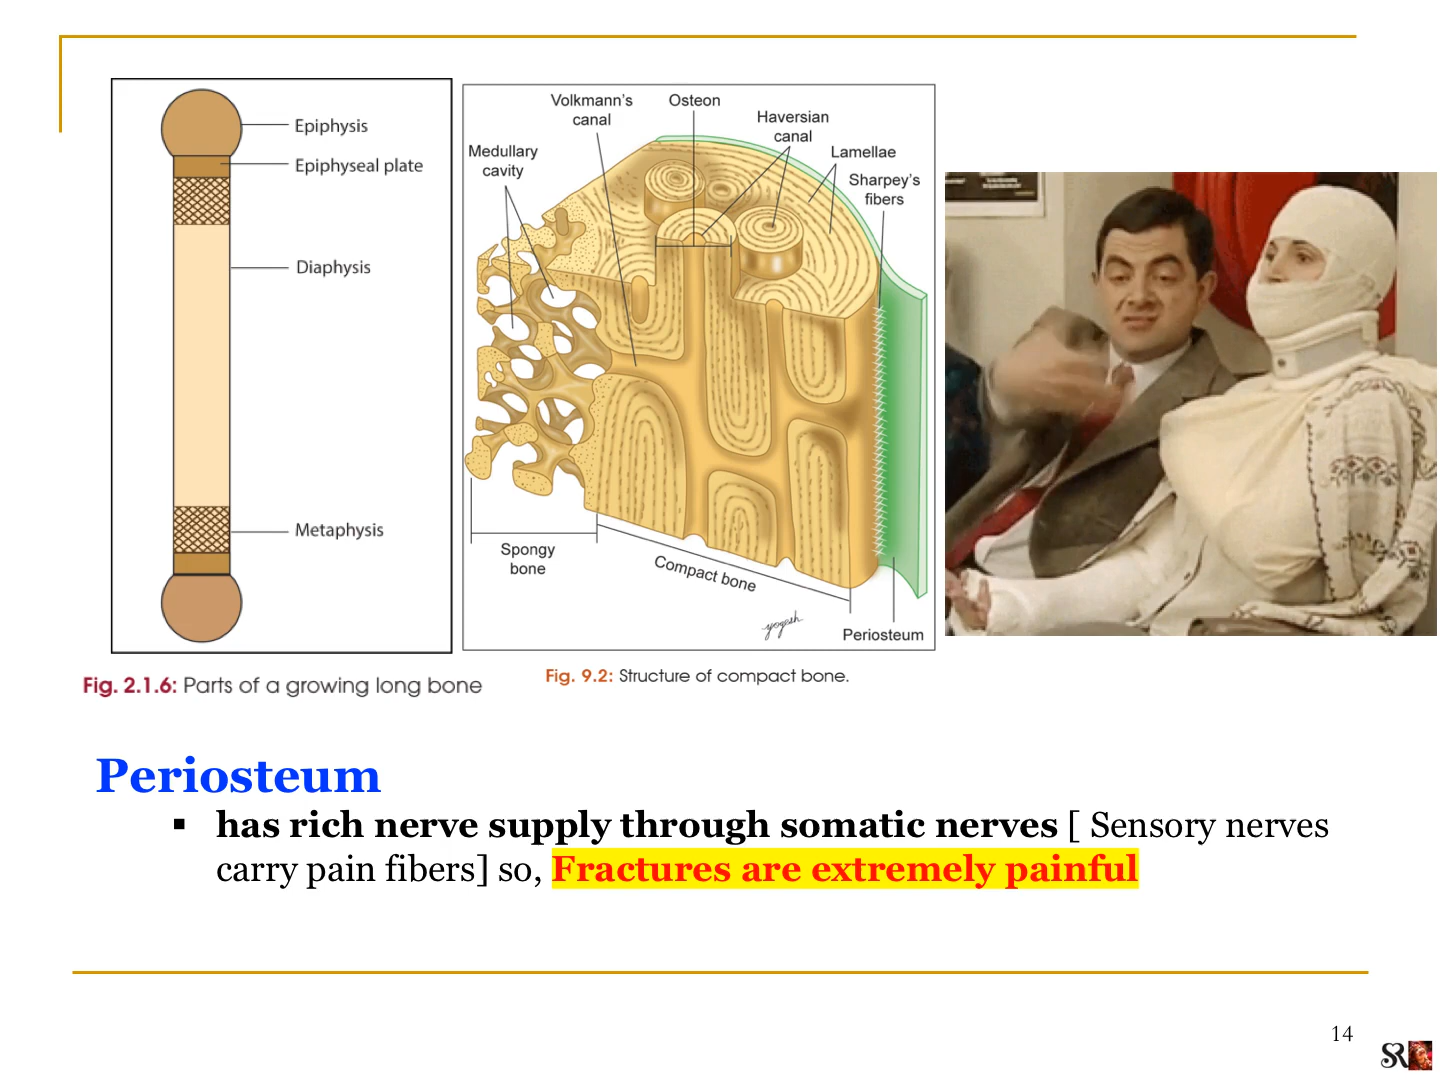 Epiphysis
Epiphyseal plate
Diaphysis
Metaphysis
Fig. 2.1.6: Parts of a growing long bone
Volkmann's
canal
Osteon
Haversian
canal
Medullary
cavity
Lamellae
Sharpey's
fibers
Spongy
bone
Compact bone
yogesh
Periosteum
Fig. 9.2: Structure of compact bone.
Periosteum
▪ has rich nerve supply through somatic nerves [ Sensory nerves
carry pain fibers] so, Fractures are extremely painful
14
SR